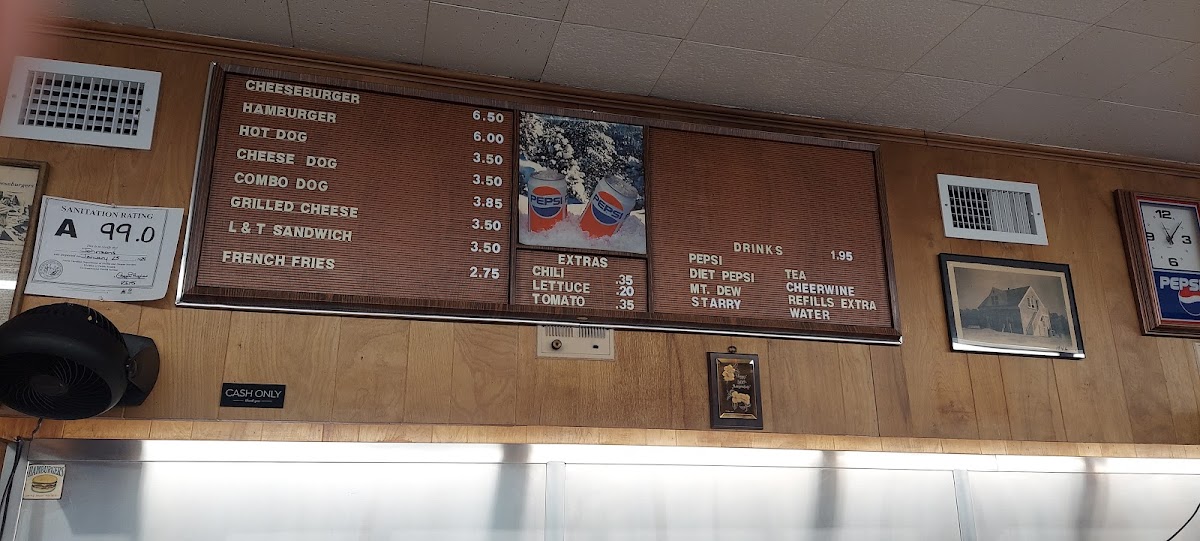 CHEESEBURGER 6.50
HAMBURGER 6.00
HOT DOG 3.50
CHEESE DOG 3.50
COMBO DOG 3.85
GRILLED CHEESE 3.50
L & T SANDWICH 3.50
FRENCH FRIES 2.75
PEPSI
PEPSI
EXTRAS
CHILI .35
LETTUCE .20
TOMATO .35
DRINKS 1.95
PEPSI
DIET PEPSI TEA
MT. DEW CHEERWINE
STARRY REFILLS EXTRA
WATER
SANITATION RATING
A 99.0
CASH ONLY
HAMBURGERS
12
PEPSI